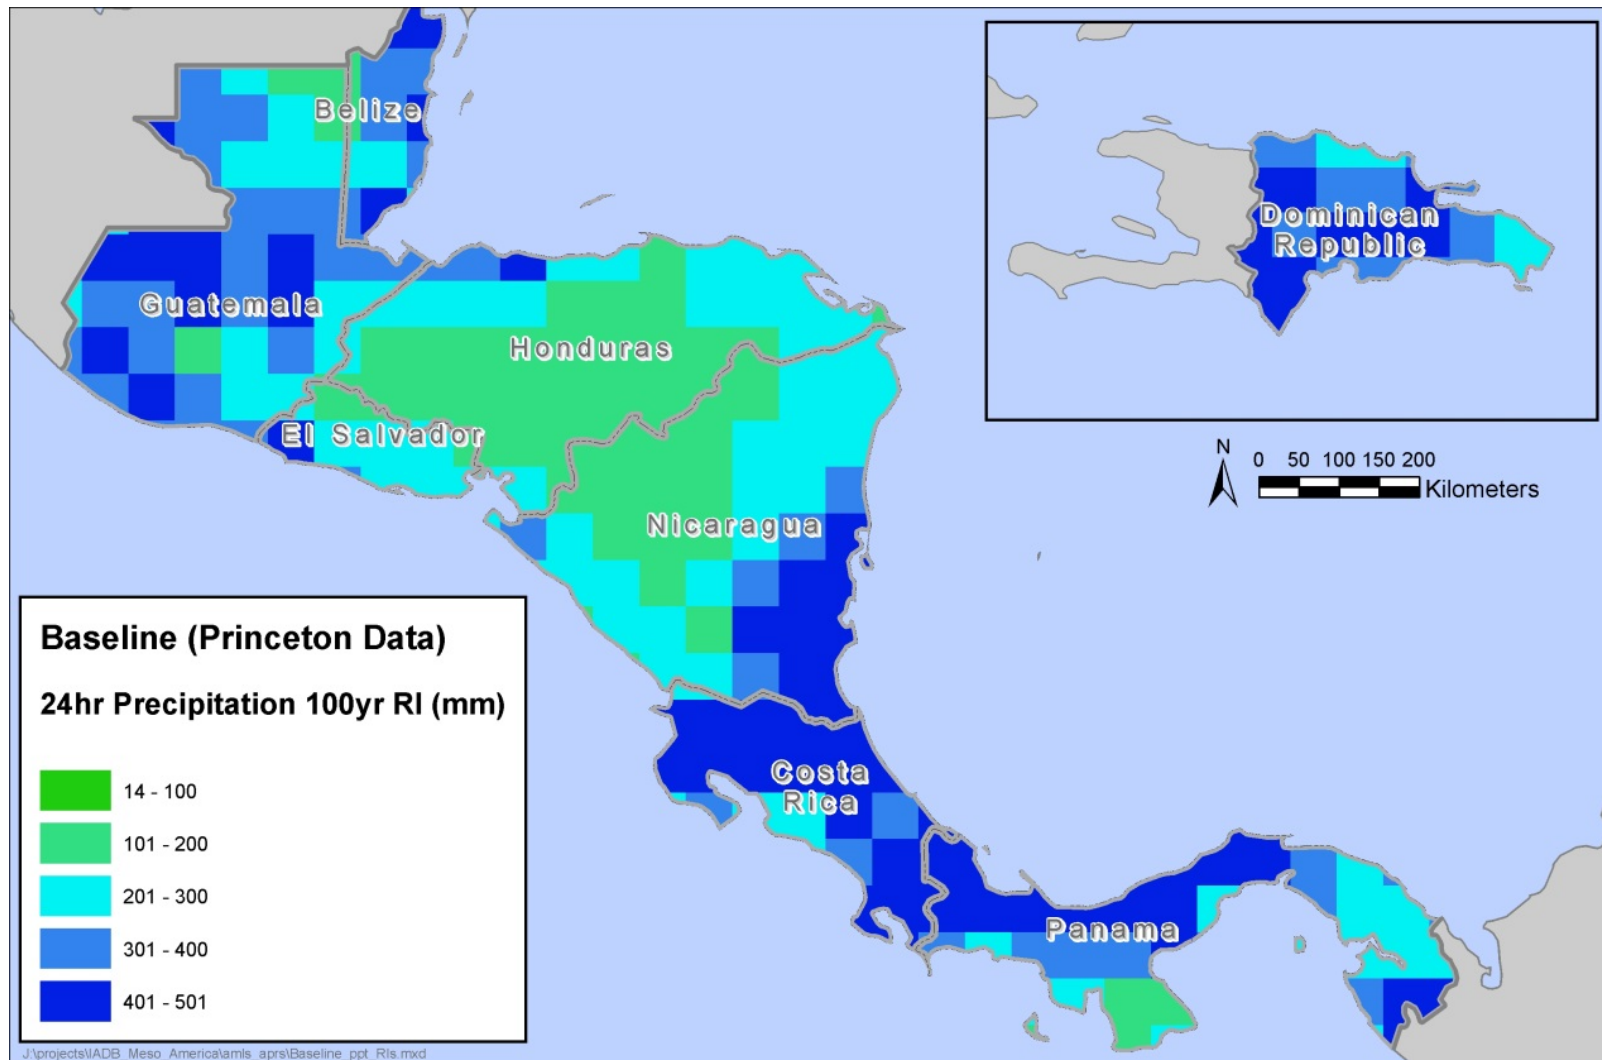 Belize
Dominican
Republic
Guatemala
Honduras
El Salvador
N
0 50 100 150 200
Kilometers
Nicaragua
Baseline (Princeton Data)
24hr Precipitation 100yr RI (mm)
14 - 100
101 - 200
201 - 300
301 - 400
401 - 501
Costa
Rica
Panama
J:\projects\IADB_Meso_America\amls_aprs\Baseline_ppt_RIs.mxd